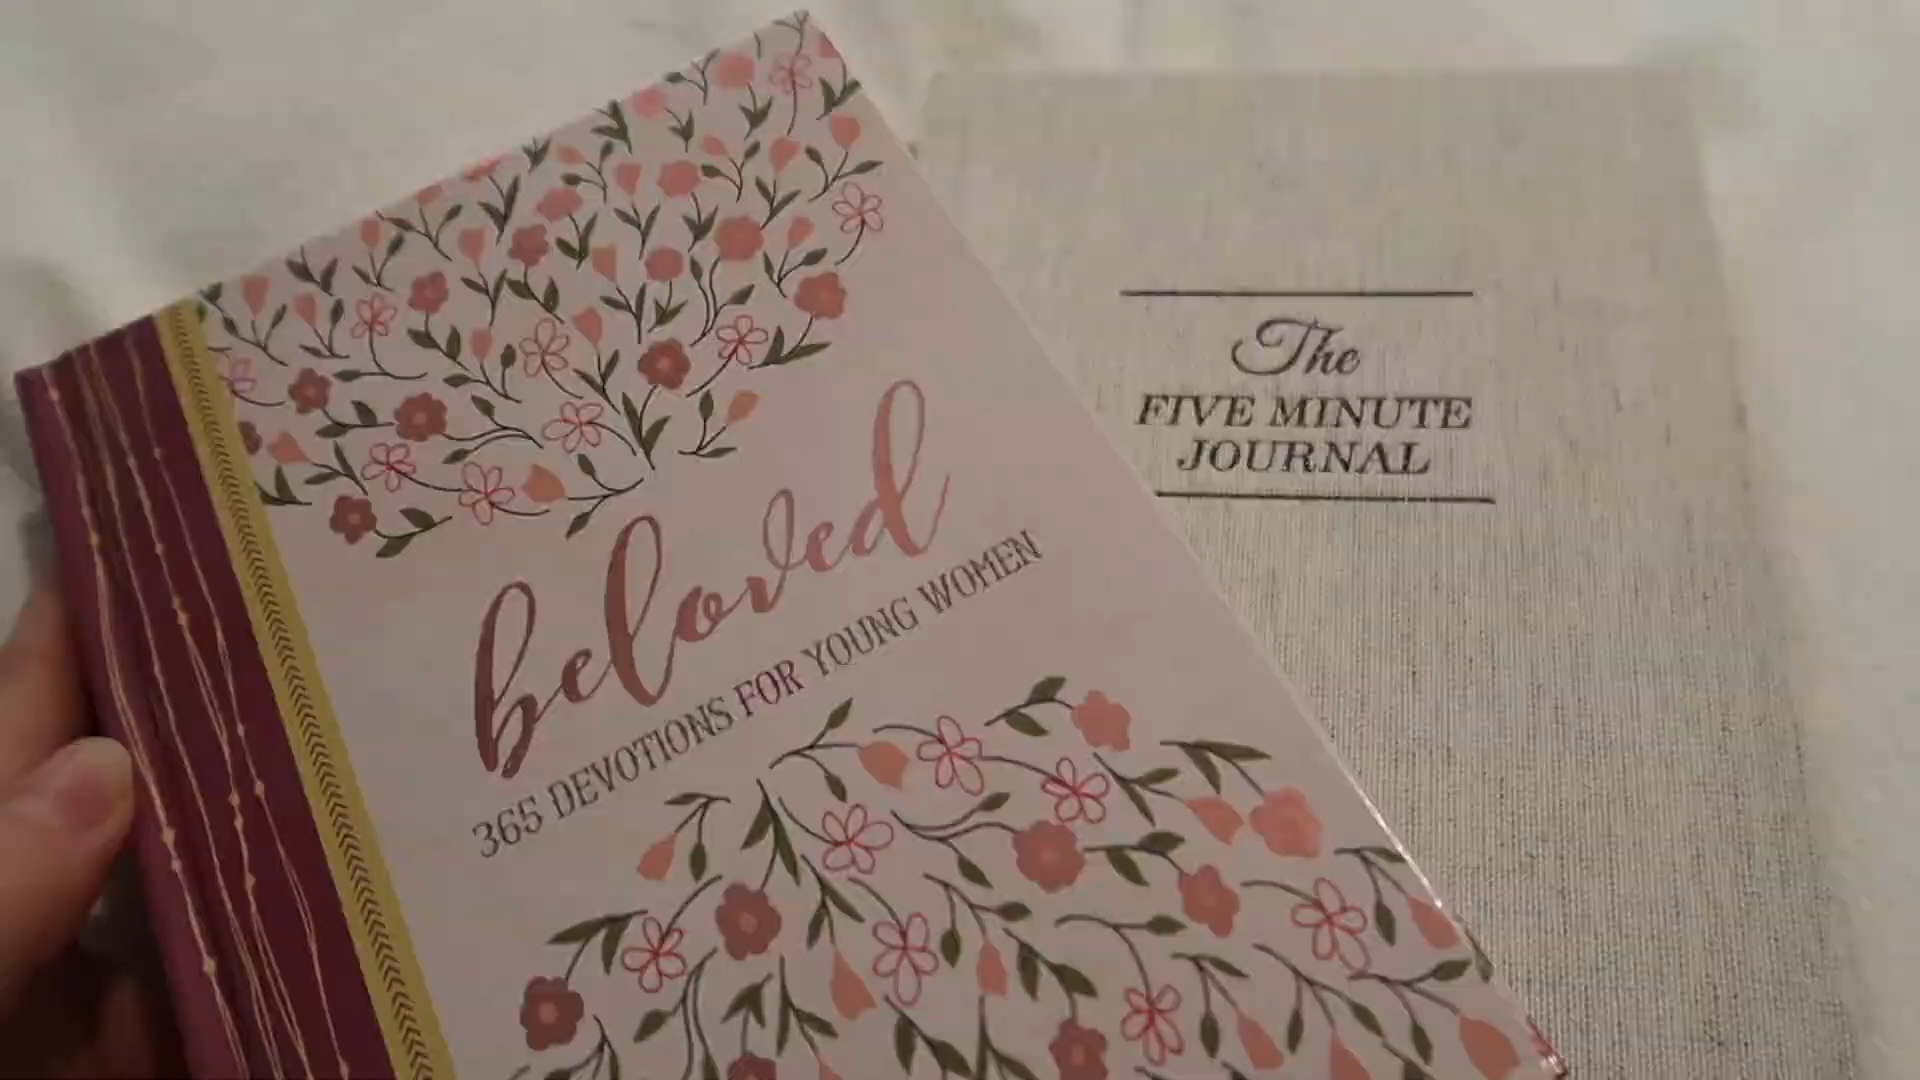 beloved
365 DEVOTIONS FOR YOUNG WOMEN
The
FIVE MINUTE
JOURNAL